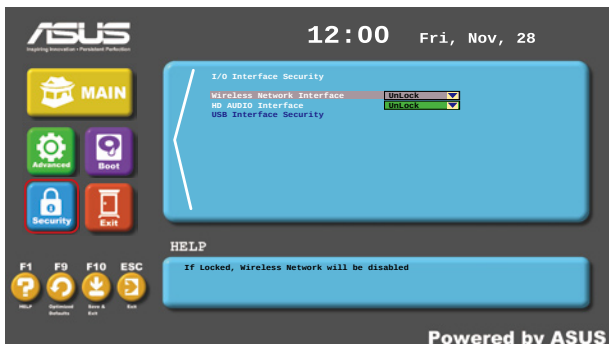 ASUS
Inspiring Innovation • Persistent Perfection
12:00 Fri, Nov, 28
MAIN
Advanced
Boot
Security
Exit
I/O Interface Security
Wireless Network Interface UnLock
HD AUDIO Interface UnLock
USB Interface Security
HELP
If Locked, Wireless Network will be disabled
F1 F9 F10 ESC
HELP
Optimized Defaults
Save & Exit
Exit
Powered by ASUS